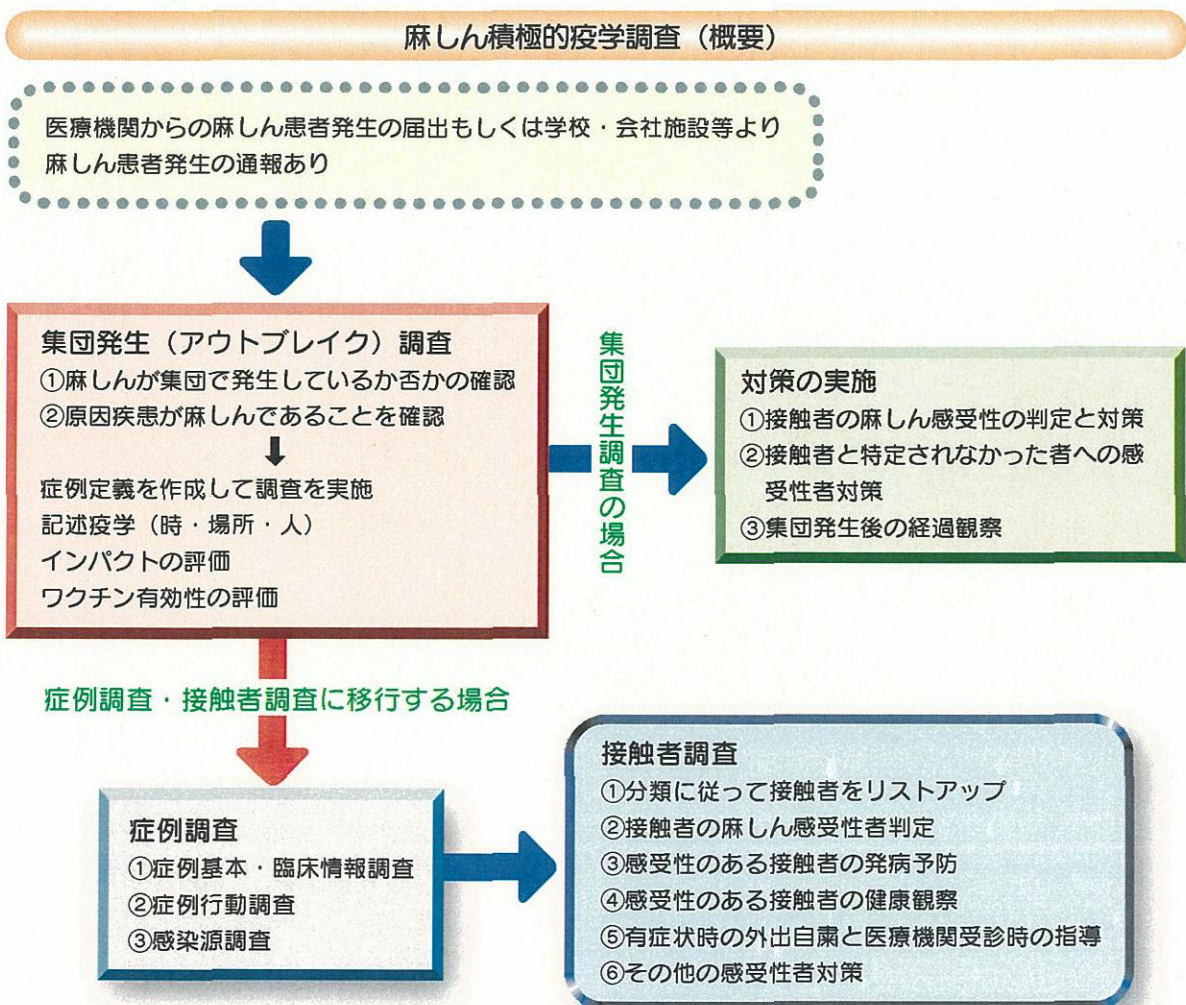 麻しん積極的疫学調査（概要）
医療機関からの麻しん患者発生の届出もしくは学校・会社施設等より
麻しん患者発生の通報あり
集団発生（アウトブレイク）調査
①麻しんが集団で発生しているか否かの確認
②原因疾患が麻しんであることを確認
症例定義を作成して調査を実施
記述疫学（時・場所・人）
インパクトの評価
ワクチン有効性の評価
集団発生調査の場合
対策の実施
①接触者の麻しん感受性の判定と対策
②接触者と特定されなかった者への感
受性者対策
③集団発生後の経過観察
症例調査・接触者調査に移行する場合
症例調査
①症例基本・臨床情報調査
②症例行動調査
③感染源調査
接触者調査
①分類に従って接触者をリストアップ
②接触者の麻しん感受性者判定
③感受性のある接触者の発病予防
④感受性のある接触者の健康観察
⑤有症状時の外出自粛と医療機関受診時の指導
⑥その他の感受性者対策